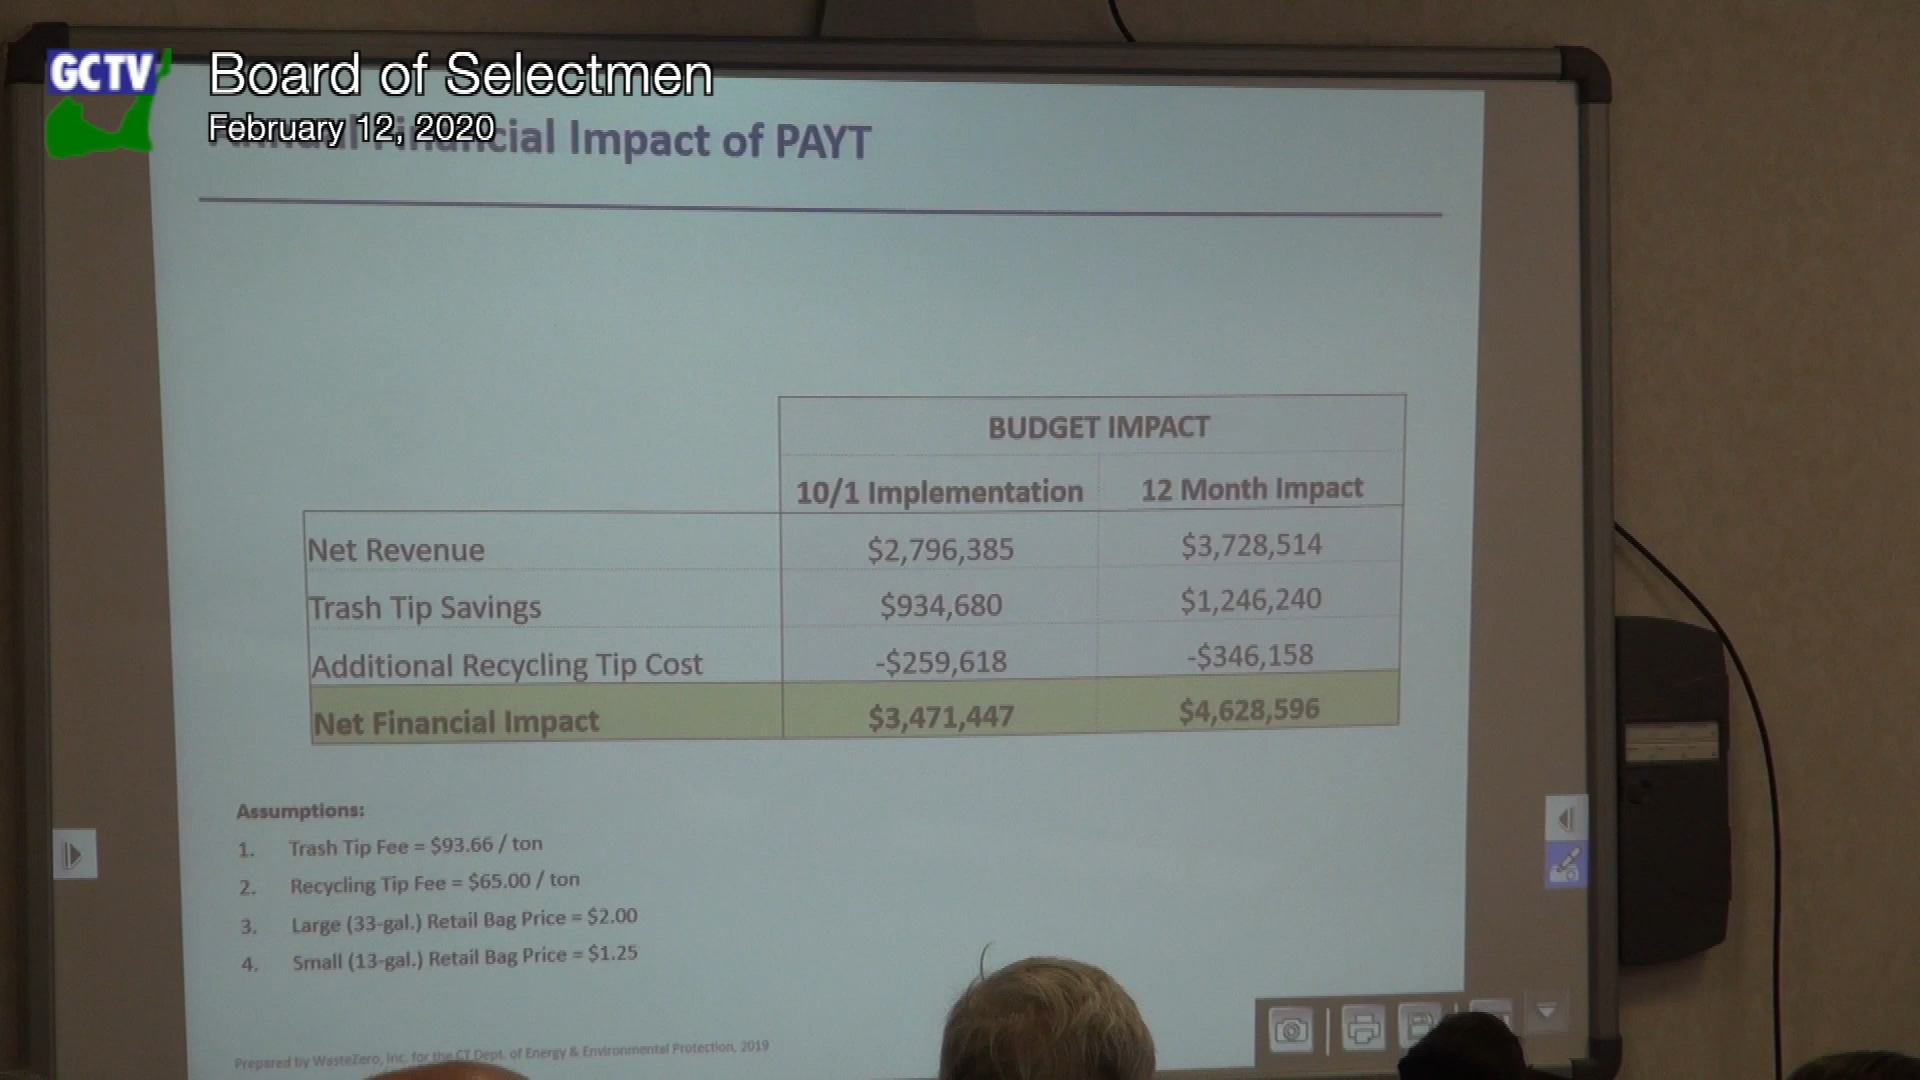 GCTV
Board of Selectmen
February 12, 2020
Annual Financial Impact of PAYT
BUDGET IMPACT
10/1 Implementation 12 Month Impact
Net Revenue $2,796,385 $3,728,514
Trash Tip Savings $934,680 $1,246,240
Additional Recycling Tip Cost -$259,618 -$346,158
Net Financial Impact $3,471,447 $4,628,596
Assumptions:
1. Trash Tip Fee = $93.66 / ton
2. Recycling Tip Fee = $65.00 / ton
3. Large (33-gal.) Retail Bag Price = $2.00
4. Small (13-gal.) Retail Bag Price = $1.25
Prepared by WasteZero, Inc. for the CT Dept. of Energy & Environmental Protection, 2019